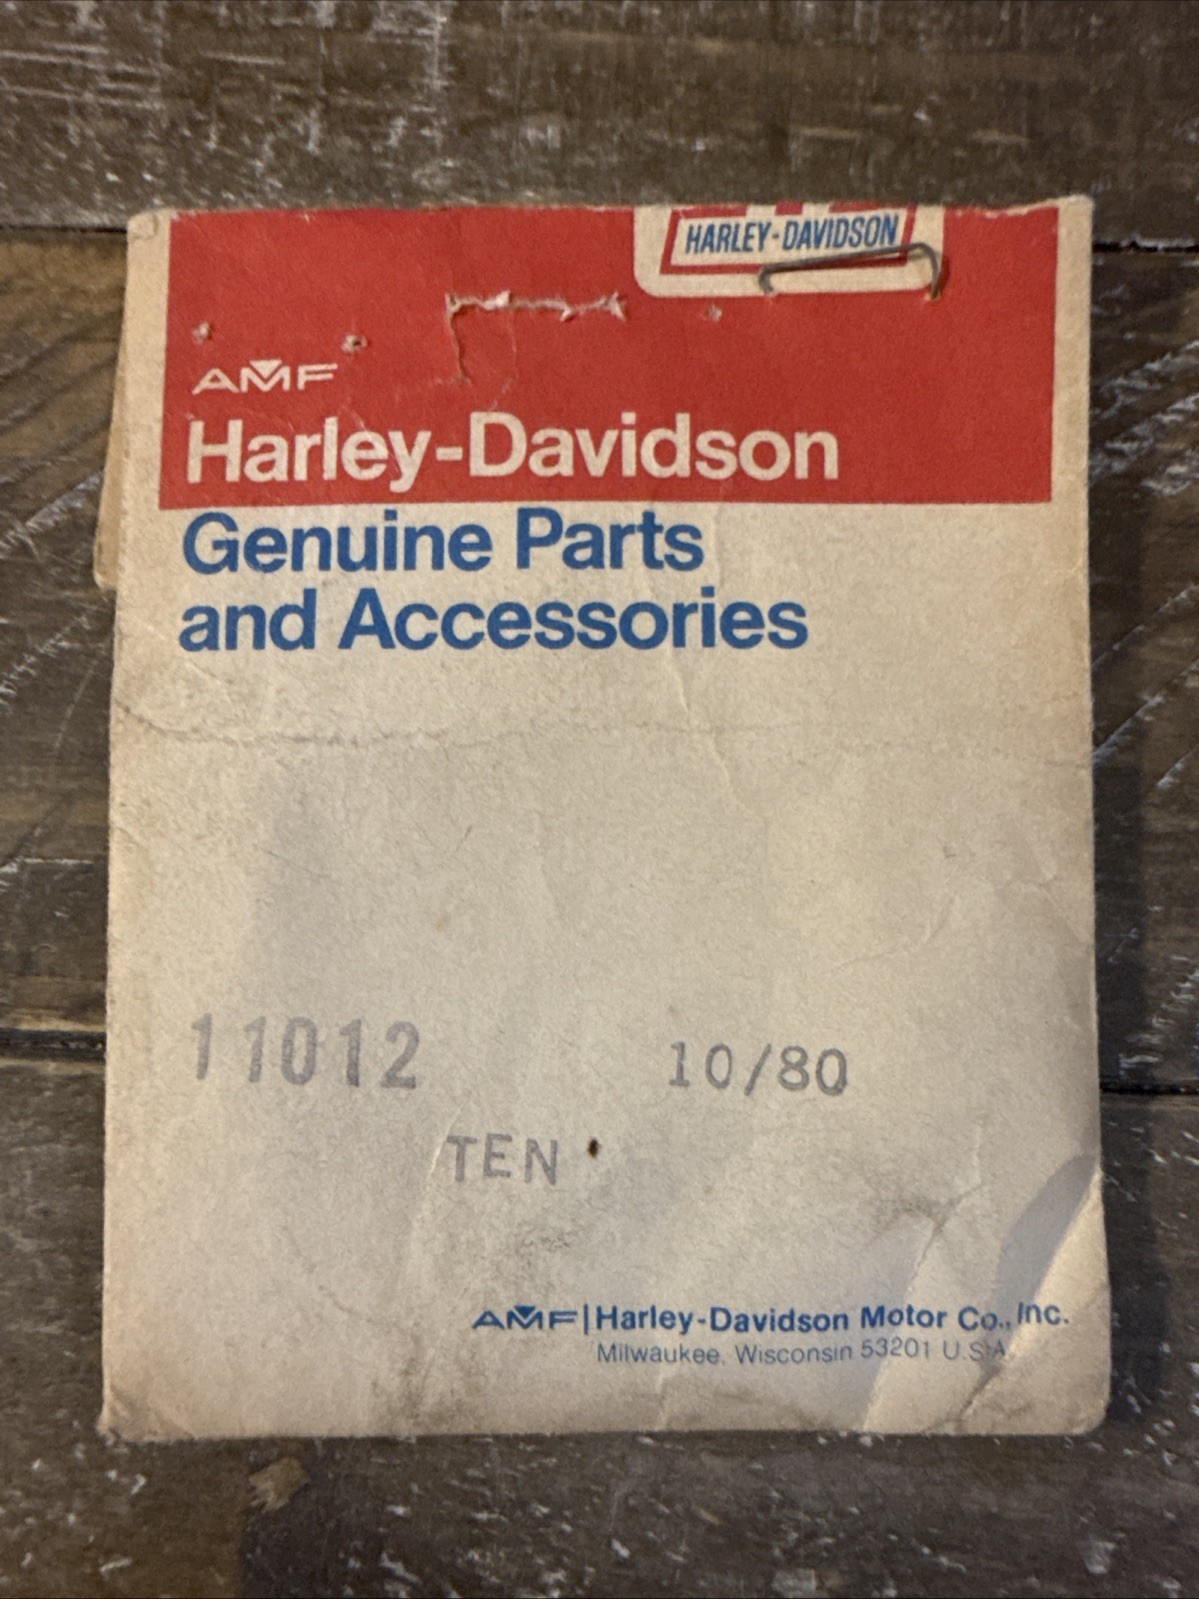 HARLEY-DAVIDSON
AMF
Harley-Davidson
Genuine Parts
and Accessories
11012 10/80
TEN
AMF|Harley-Davidson Motor Co., Inc.
Milwaukee, Wisconsin 53201 U.S.A.